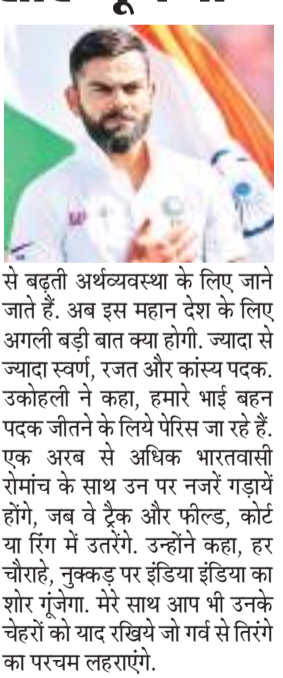 से बढ़ती अर्थव्यवस्था के लिए जाने
जाते हैं. अब इस महान देश के लिए
अगली बड़ी बात क्या होगी. ज्यादा से
ज्यादा स्वर्ण, रजत और कांस्य पदक.
उकोहली ने कहा, हमारे भाई बहन
पदक जीतने के लिये पेरिस जा रहे हैं.
एक अरब से अधिक भारतवासी
रोमांच के साथ उन पर नजरें गड़ायें
होंगे, जब वे ट्रैक और फील्ड, कोर्ट
या रिंग में उतरेंगे. उन्होंने कहा, हर
चौराहे, नुक्कड़ पर इंडिया इंडिया का
शोर गूंजेगा. मेरे साथ आप भी उनके
चेहरों को याद रखिये जो गर्व से तिरंगे
का परचम लहराएंगे.